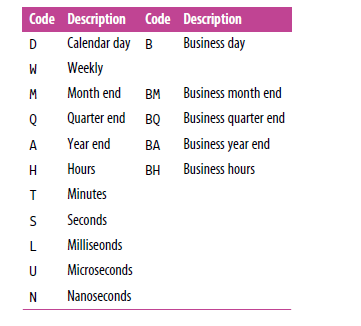 Code Description Code Description
D Calendar day B Business day
W Weekly
M Month end BM Business month end
Q Quarter end BQ Business quarter end
A Year end BA Business year end
H Hours BH Business hours
T Minutes
S Seconds
L Milliseonds
U Microseconds
N Nanoseconds